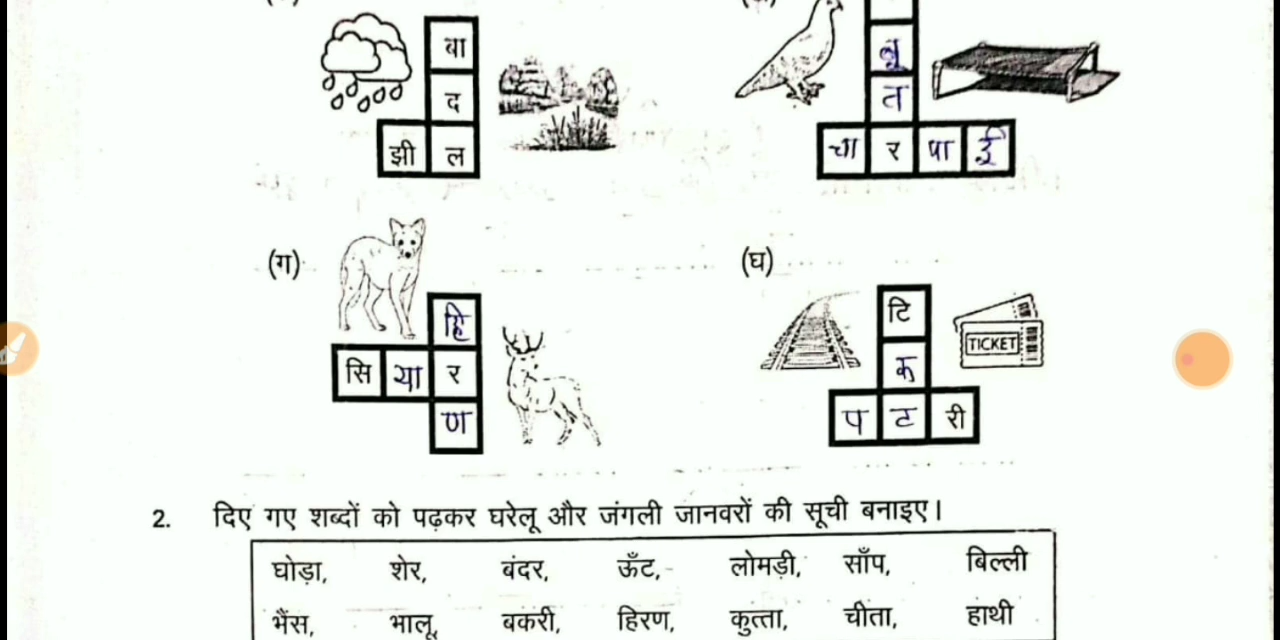 बा
द
झी ल
बू
त
चा र पा ई
(ग)
हि
सि या र
ण
(घ)
टि
क
प ट री
TICKET
2. दिए गए शब्दों को पढ़कर घरेलू और जंगली जानवरों की सूची बनाइए।
घोड़ा, शेर, बंदर, ऊँट, लोमड़ी, साँप, बिल्ली
भैंस, भालू, बकरी, हिरण, कुत्ता, चीता, हाथी